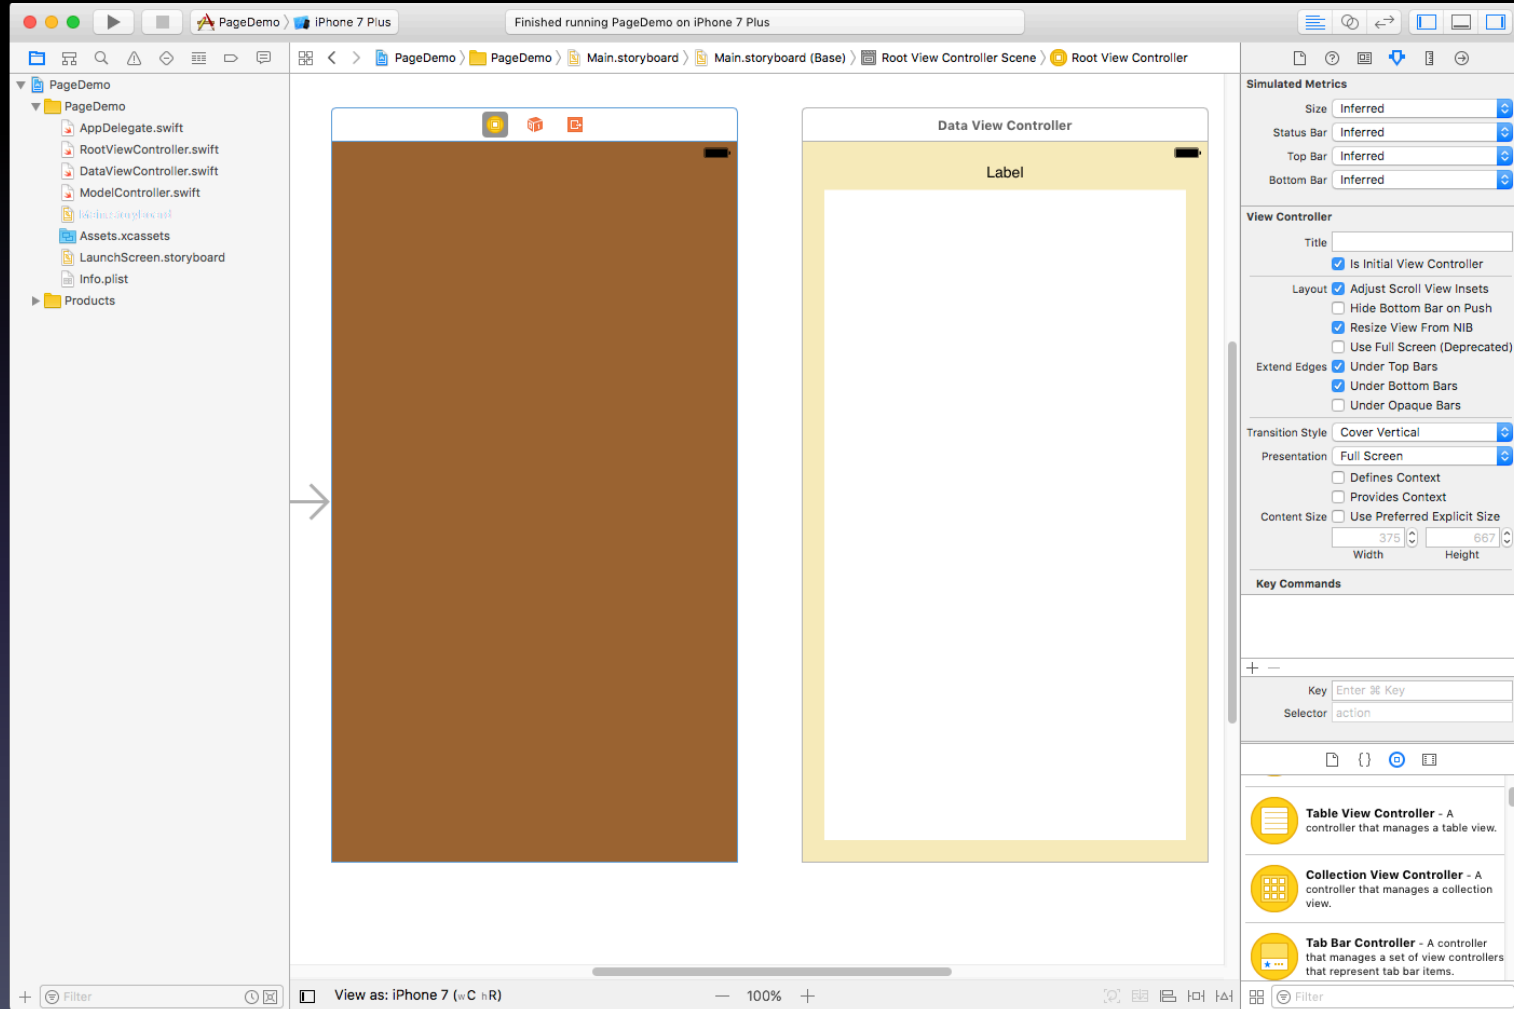 PageDemo
iPhone 7 Plus
Finished running PageDemo on iPhone 7 Plus
PageDemo
PageDemo
Main.storyboard
Main.storyboard (Base)
Root View Controller Scene
Root View Controller
PageDemo
PageDemo
AppDelegate.swift
RootViewController.swift
DataViewController.swift
ModelController.swift
Assets.xcassets
LaunchScreen.storyboard
Info.plist
Products
Filter
Data View Controller
Label
View as: iPhone 7 (wC hR)
100%
Simulated Metrics
Size Inferred
Status Bar Inferred
Top Bar Inferred
Bottom Bar Inferred
View Controller
Title
Is Initial View Controller
Layout Adjust Scroll View Insets
Hide Bottom Bar on Push
Resize View From NIB
Use Full Screen (Deprecated)
Extend Edges Under Top Bars
Under Bottom Bars
Under Opaque Bars
Transition Style Cover Vertical
Presentation Full Screen
Defines Context
Provides Context
Content Size Use Preferred Explicit Size
375 667
Width Height
Key Commands
Key Enter ⌘ Key
Selector action
Table View Controller - A
controller that manages a table view.
Collection View Controller - A
controller that manages a collection
view.
Tab Bar Controller - A controller
that manages a set of view controllers
that represent tab bar items.
Filter